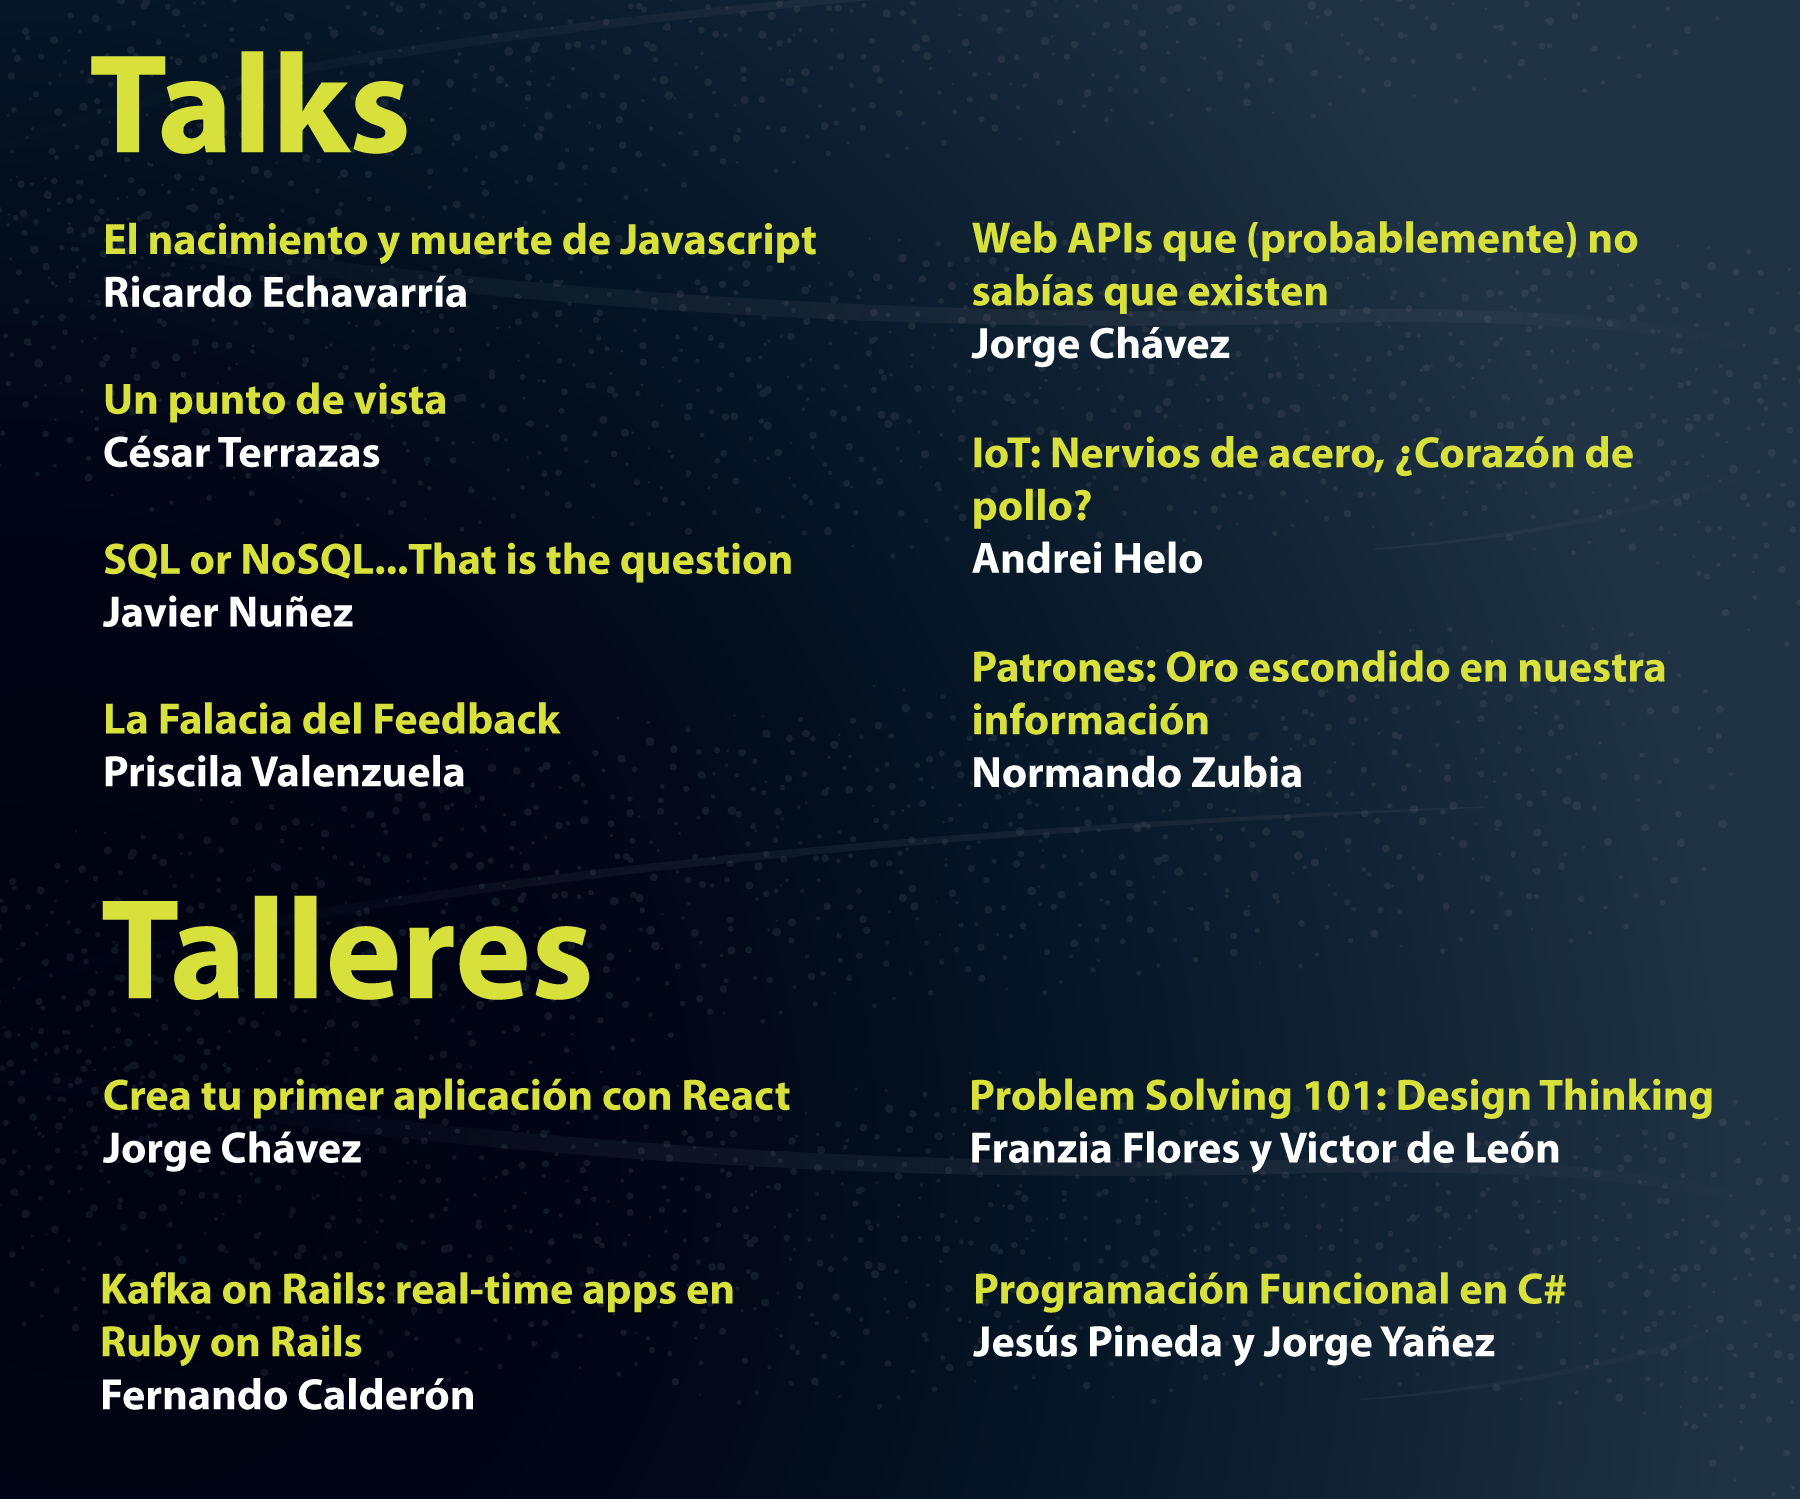 Talks
El nacimiento y muerte de Javascript
Ricardo Echavarría
Un punto de vista
César Terrazas
SQL or NoSQL...That is the question
Javier Nuñez
La Falacia del Feedback
Priscila Valenzuela
Web APIs que (probablemente) no
sabías que existen
Jorge Chávez
IoT: Nervios de acero, ¿Corazón de
pollo?
Andrei Helo
Patrones: Oro escondido en nuestra
información
Normando Zubia
Talleres
Crea tu primer aplicación con React
Jorge Chávez
Kafka on Rails: real-time apps en
Ruby on Rails
Fernando Calderón
Problem Solving 101: Design Thinking
Franzia Flores y Victor de León
Programación Funcional en C#
Jesús Pineda y Jorge Yañez